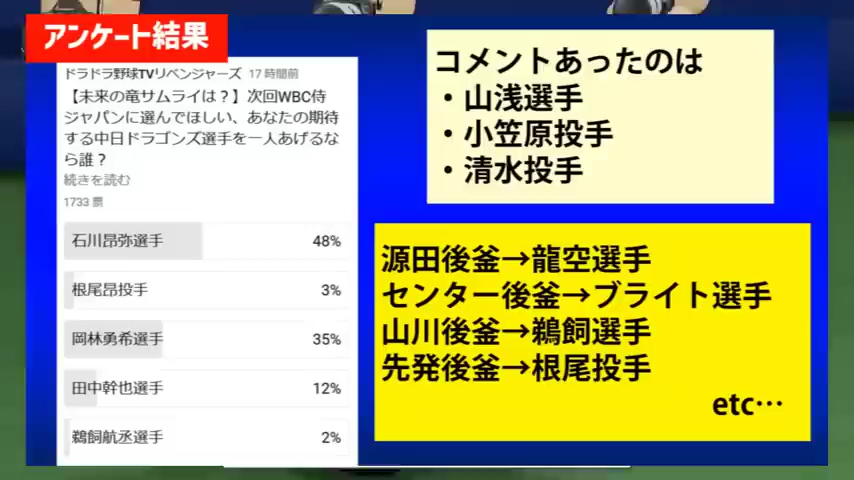 アンケート結果
ドラドラ野球TVリベンジャーズ 17 時間前
【未来の竜サムライは？】次回WBC侍
ジャパンに選んでほしい、あなたの期待
する中日ドラゴンズ選手を一人あげるな
ら誰？
続きを読む
1733 票
石川昂弥選手 48%
根尾昂投手 3%
岡林勇希選手 35%
田中幹也選手 12%
鵜飼航丞選手 2%
コメントあったのは
・山浅選手
・小笠原投手
・清水投手
源田後釜→龍空選手
センター後釜→ブライト選手
山川後釜→鵜飼選手
先発後釜→根尾投手
etc…